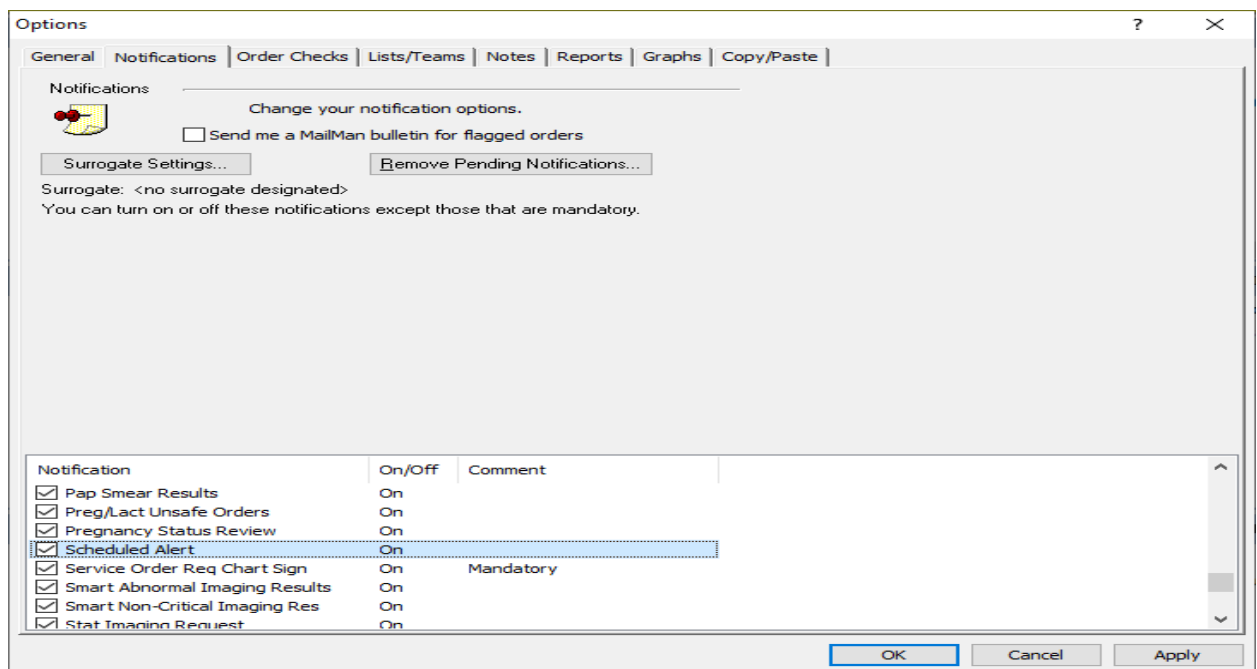 Options ? ×
General Notifications Order Checks Lists/Teams Notes Reports Graphs Copy/Paste
Notifications
Change your notification options.
Send me a MailMan bulletin for flagged orders
Surrogate Settings... Remove Pending Notifications...
Surrogate: <no surrogate designated>
You can turn on or off these notifications except those that are mandatory.
Notification On/Off Comment
Pap Smear Results On
Preg/Lact Unsafe Orders On
Pregnancy Status Review On
Scheduled Alert On
Service Order Req Chart Sign On Mandatory
Smart Abnormal Imaging Results On
Smart Non-Critical Imaging Res On
Stat Imaging Request On
OK Cancel Apply